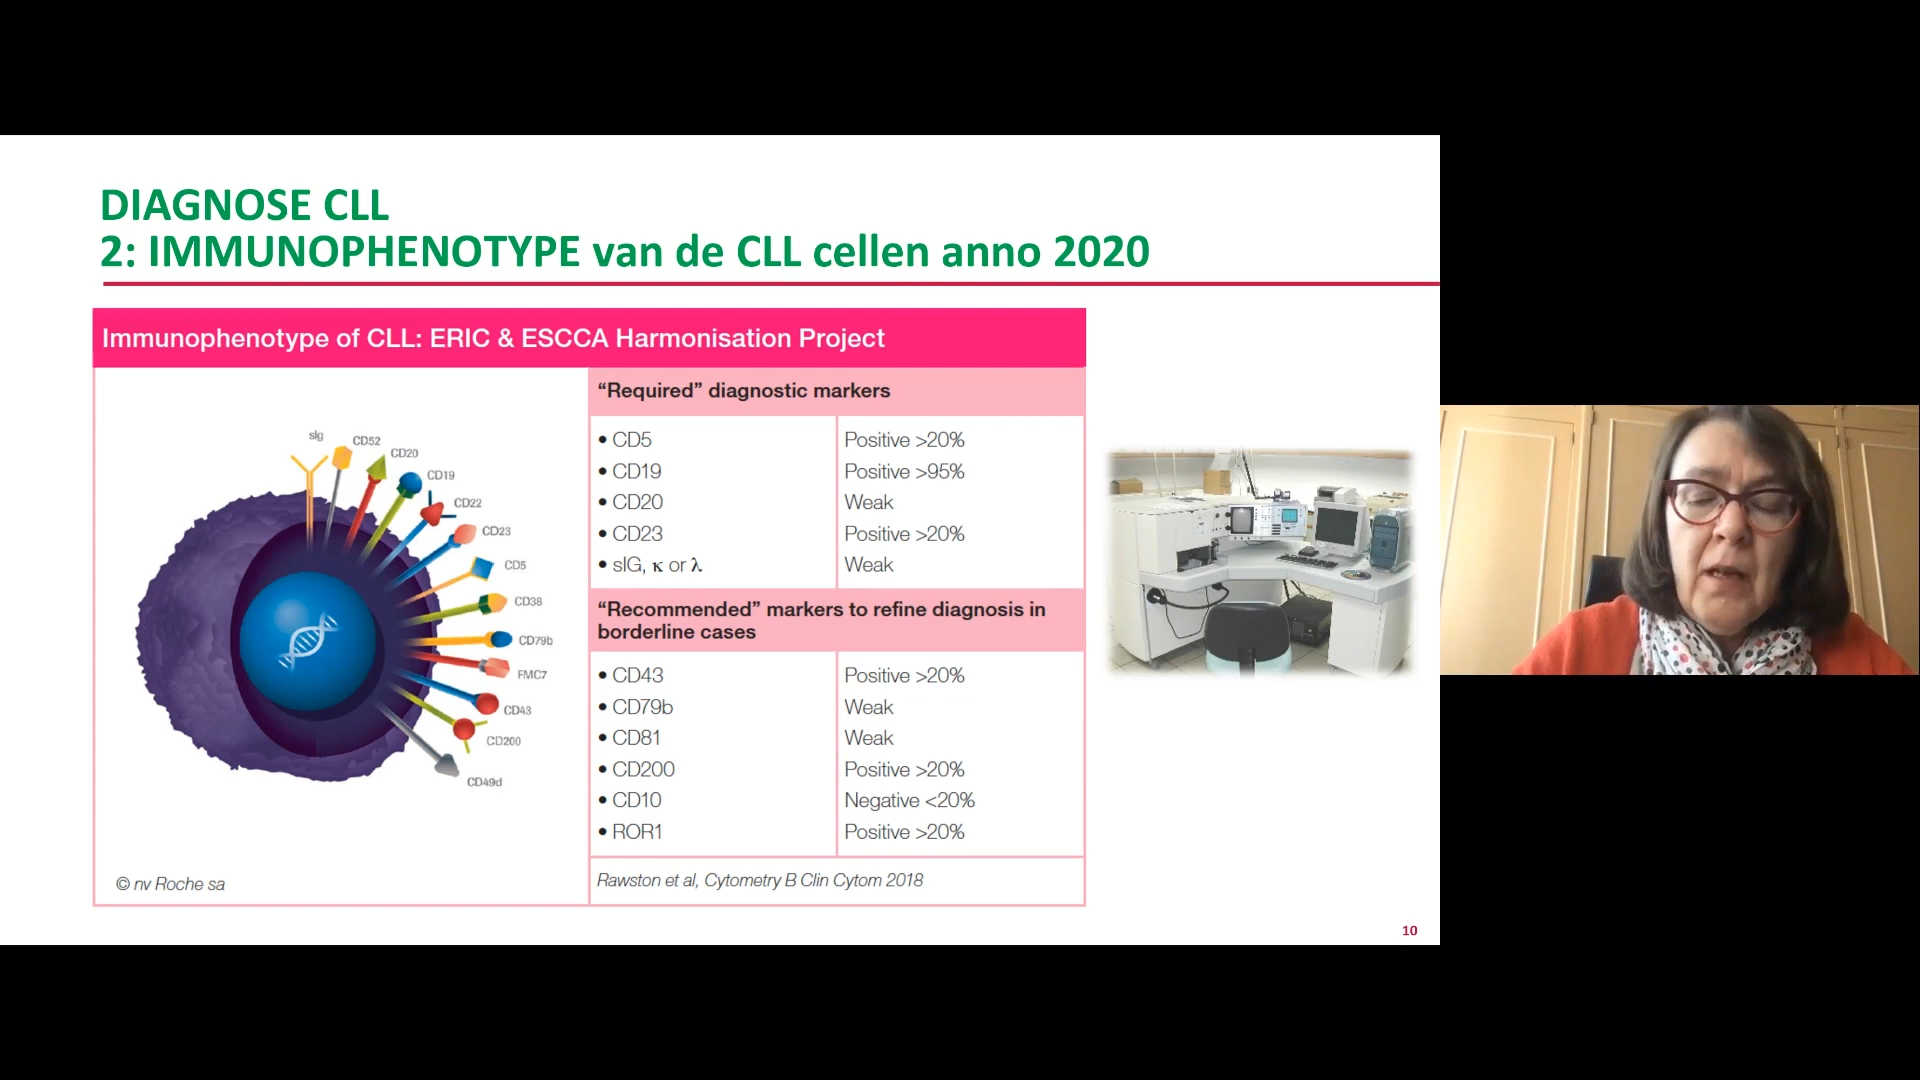 DIAGNOSE CLL
2: IMMUNOPHENOTYPE van de CLL cellen anno 2020
Immunophenotype of CLL: ERIC & ESCCA Harmonisation Project
sIg
CD52
CD20
CD19
CD22
CD23
CD5
CD38
CD79b
FMC7
CD43
CD200
CD49d
© nv Roche sa
“Required” diagnostic markers
• CD5 Positive >20%
• CD19 Positive >95%
• CD20 Weak
• CD23 Positive >20%
• sIG, κ or λ Weak
“Recommended” markers to refine diagnosis in
borderline cases
• CD43 Positive >20%
• CD79b Weak
• CD81 Weak
• CD200 Positive >20%
• CD10 Negative <20%
• ROR1 Positive >20%
Rawston et al, Cytometry B Clin Cytom 2018
10